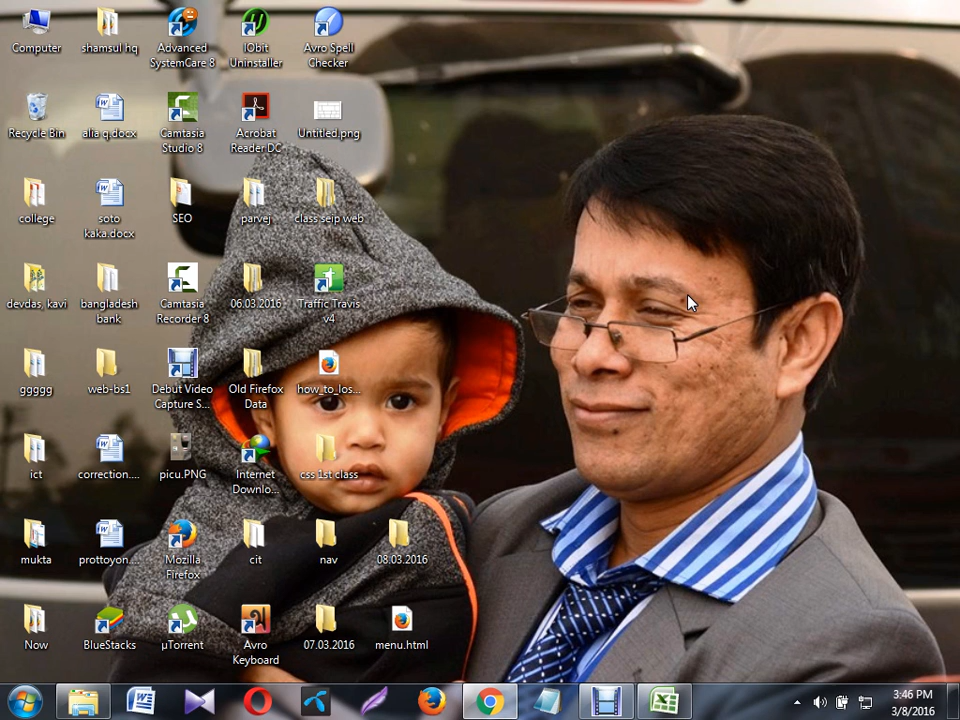 Computer
shamsul hq
Advanced
SystemCare 8
IObit
Uninstaller
Avro Spell
Checker
Recycle Bin
alia q.docx
Camtasia
Studio 8
Acrobat
Reader DC
Untitled.png
college
soto
kaka.docx
SEO
parvej
class seip web
devdas, kavi
bangladesh
bank
Camtasia
Recorder 8
06.03.2016
Traffic Travis
v4
ggggg
web-bs1
Debut Video
Capture S...
Old Firefox
Data
how_to_los...
ict
correction....
picu.PNG
Internet
Downlo...
css 1st class
mukta
prottoyon....
Mozilla
Firefox
cit
nav
08.03.2016
Now
BlueStacks
µTorrent
Avro
Keyboard
07.03.2016
menu.html
3:46 PM
3/8/2016